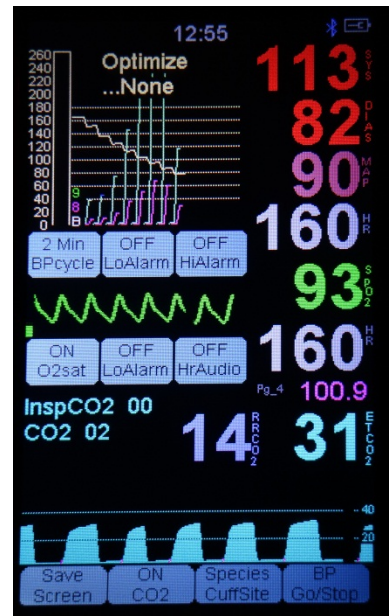 12:55
Optimize
...None
260
240
220
200
180
160
140
120
100
80
60
40
20
0
9
8
B
113 SYS
82 DIAS
90 MAP
160 HR
2 Min
BPcycle
OFF
LoAlarm
OFF
HiAlarm
93 SPO2
ON
O2sat
OFF
LoAlarm
OFF
HrAudio
160 HR
Pg_4 100.9
InspCO2 00
CO2 02
14 RRCO2
31 ETCO2
40
20
Save
Screen
ON
CO2
Species
CuffSite
BP
Go/Stop